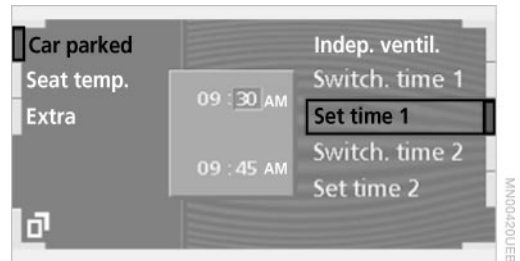 Car parked
Seat temp.
Extra
09 : 30 AM
09 : 45 AM
Indep. ventil.
Switch. time 1
Set time 1
Switch. time 2
Set time 2
MN00420UEB